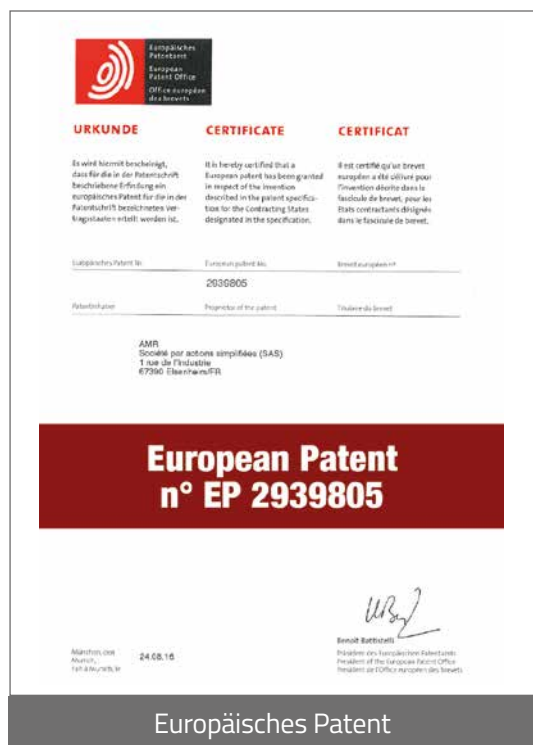 Europäisches
Patentamt
European
Patent Office
Office européen
des brevets
URKUNDE
Es wird hiermit bescheinigt,
dass für die in der Patentschrift
beschriebene Erfindung ein
europäisches Patent für die in der
Patentschrift bezeichneten Ver-
tragsstaaten erteilt worden ist.
CERTIFICATE
It is hereby certified that a
European patent has been granted
in respect of the invention
described in the patent specifica-
tion for the Contracting States
designated in the specification.
CERTIFICAT
Il est certifié qu'un brevet
européen a été délivré pour
l'invention décrite dans le
fascicule de brevet, pour les
Etats contractants désignés
dans le fascicule de brevet.
Europäisches Patent Nr.
European patent No.
Brevet européen n°
2939805
Patentinhaber
Proprietor of the patent
Titulaire du brevet
AMR
Société par actions simplifiées (SAS)
1 rue de l'Industrie
67390 Elsenheim/FR
European Patent
n° EP 2939805
Benoît Battistelli
Präsident des Europäischen Patentamts
President of the European Patent Office
Président de l'Office européen des brevets
München, den
Munich,
Fait à Munich, le
24.08.16
Europäisches Patent